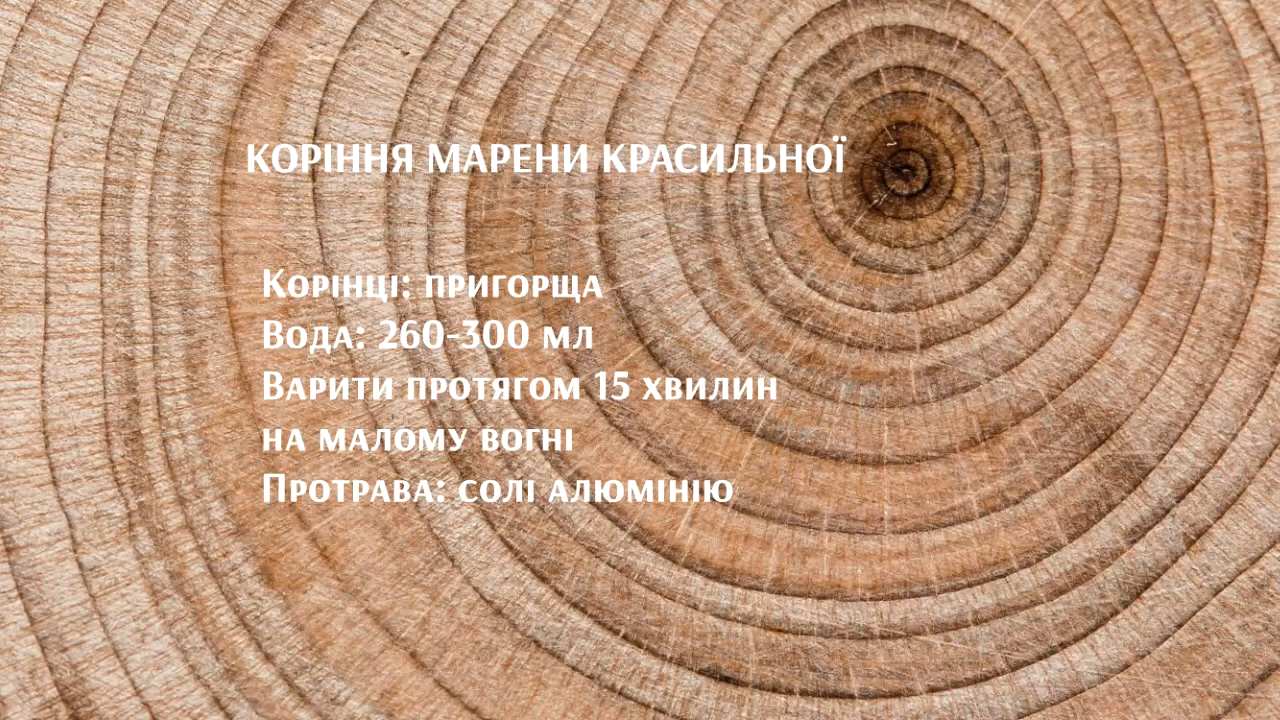 КОРІННЯ МАРЕНИ КРАСИЛЬНОЇ
Корінці: пригорща
Вода: 260-300 мл
Варити протягом 15 хвилин
на малому вогні
Протрава: солі алюмінію